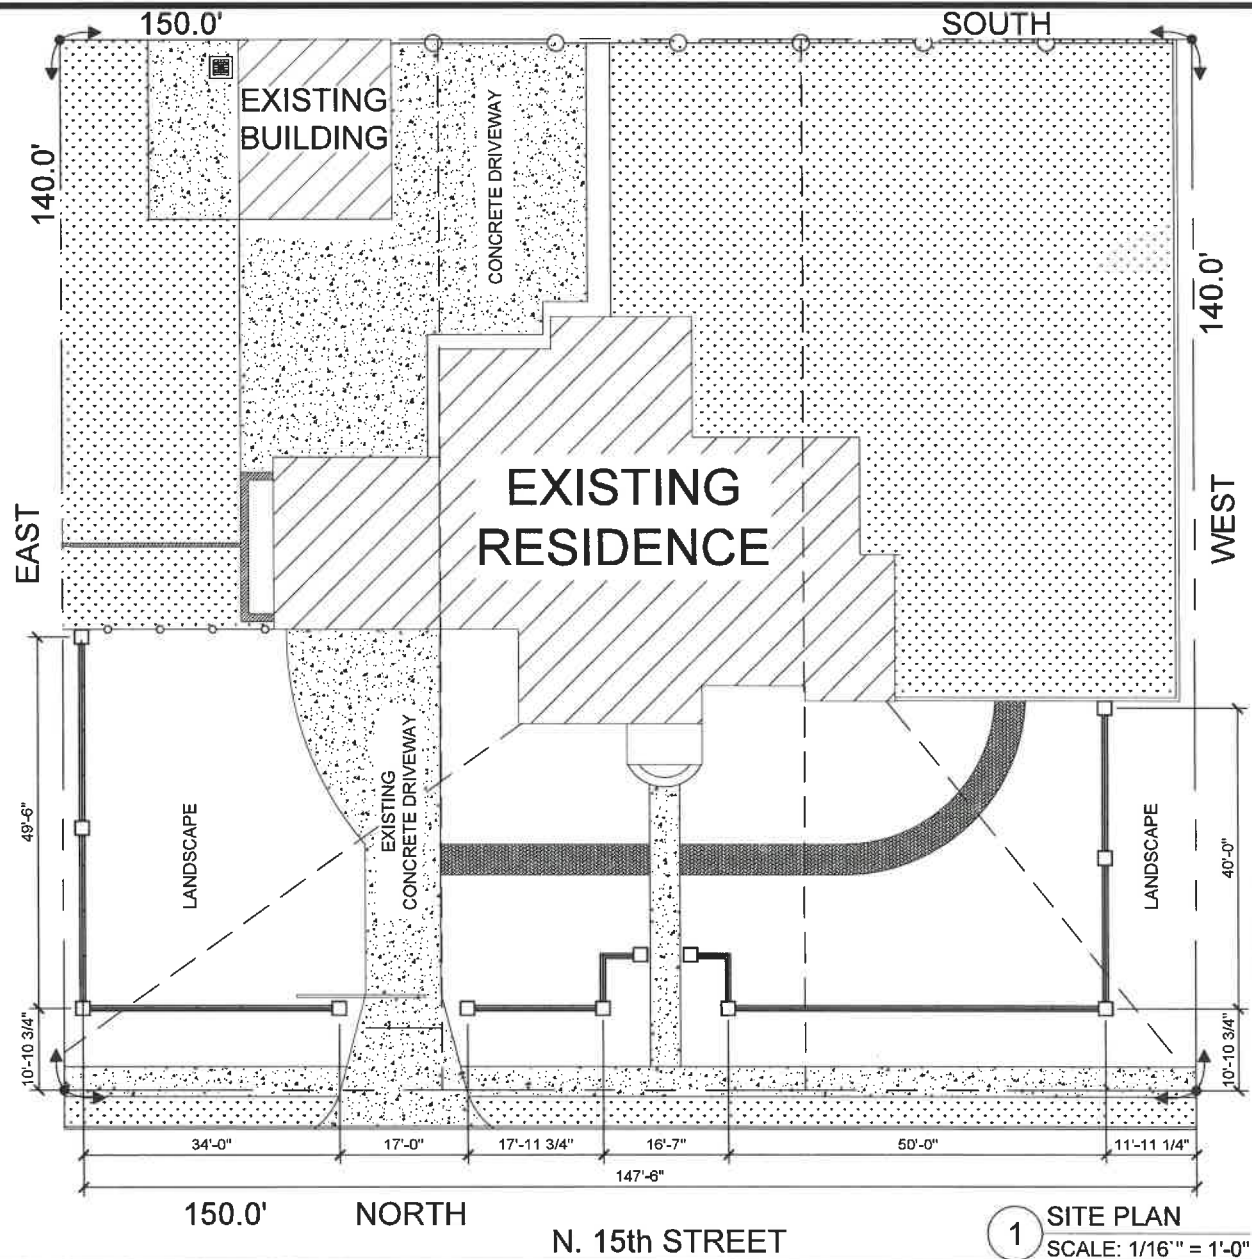 150.0'
SOUTH
EXISTING
BUILDING
CONCRETE DRIVEWAY
140.0'
140.0'
EXISTING
RESIDENCE
EAST
WEST
49'-6"
LANDSCAPE
EXISTING
CONCRETE DRIVEWAY
LANDSCAPE
40'-0"
10'-10 3/4"
10'-10 3/4"
34'-0"
17'-0"
17'-11 3/4"
16'-7"
50'-0"
11'-11 1/4"
147'-6"
150.0'
NORTH
N. 15th STREET
1
SITE PLAN
SCALE: 1/16'" = 1'-0"